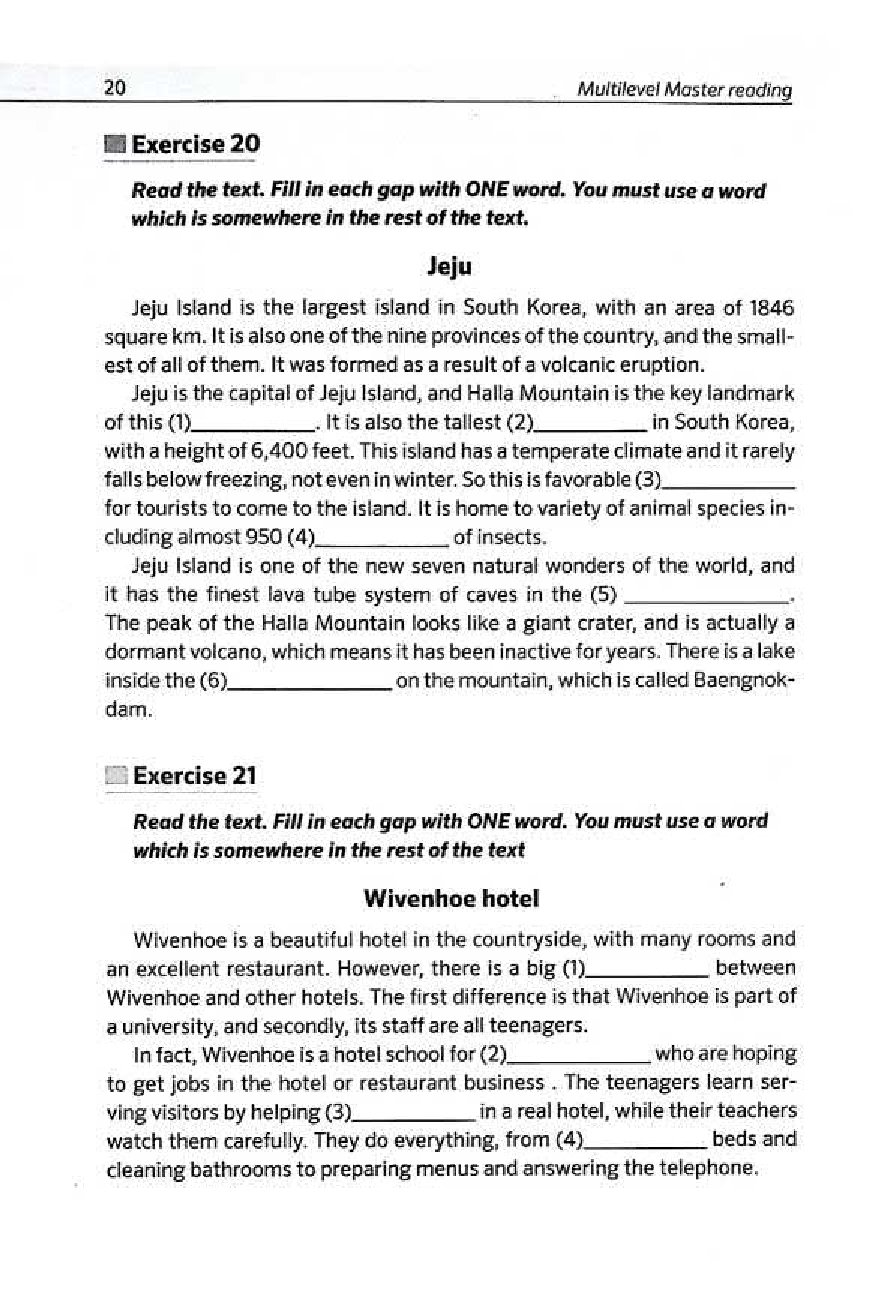 20
Multilevel Master reading
Exercise 20
Read the text. Fill in each gap with ONE word. You must use a word
which is somewhere in the rest of the text.
Jeju
Jeju Island is the largest island in South Korea, with an area of 1846
square km. It is also one of the nine provinces of the country, and the small-
est of all of them. It was formed as a result of a volcanic eruption.
Jeju is the capital of Jeju Island, and Halla Mountain is the key landmark
of this (1)____________. It is also the tallest (2)___________ in South Korea,
with a height of 6,400 feet. This island has a temperate climate and it rarely
falls below freezing, not even in winter. So this is favorable (3)_____________
for tourists to come to the island. It is home to variety of animal species in-
cluding almost 950 (4)_____________ of insects.
Jeju Island is one of the new seven natural wonders of the world, and
it has the finest lava tube system of caves in the (5) ________________.
The peak of the Halla Mountain looks like a giant crater, and is actually a
dormant volcano, which means it has been inactive for years. There is a lake
inside the (6)________________ on the mountain, which is called Baengnok-
dam.
Exercise 21
Read the text. Fill in each gap with ONE word. You must use a word
which is somewhere in the rest of the text
Wivenhoe hotel
Wivenhoe is a beautiful hotel in the countryside, with many rooms and
an excellent restaurant. However, there is a big (1)____________ between
Wivenhoe and other hotels. The first difference is that Wivenhoe is part of
a university, and secondly, its staff are all teenagers.
In fact, Wivenhoe is a hotel school for (2)______________ who are hoping
to get jobs in the hotel or restaurant business . The teenagers learn ser-
ving visitors by helping (3)____________ in a real hotel, while their teachers
watch them carefully. They do everything, from (4)____________ beds and
cleaning bathrooms to preparing menus and answering the telephone.